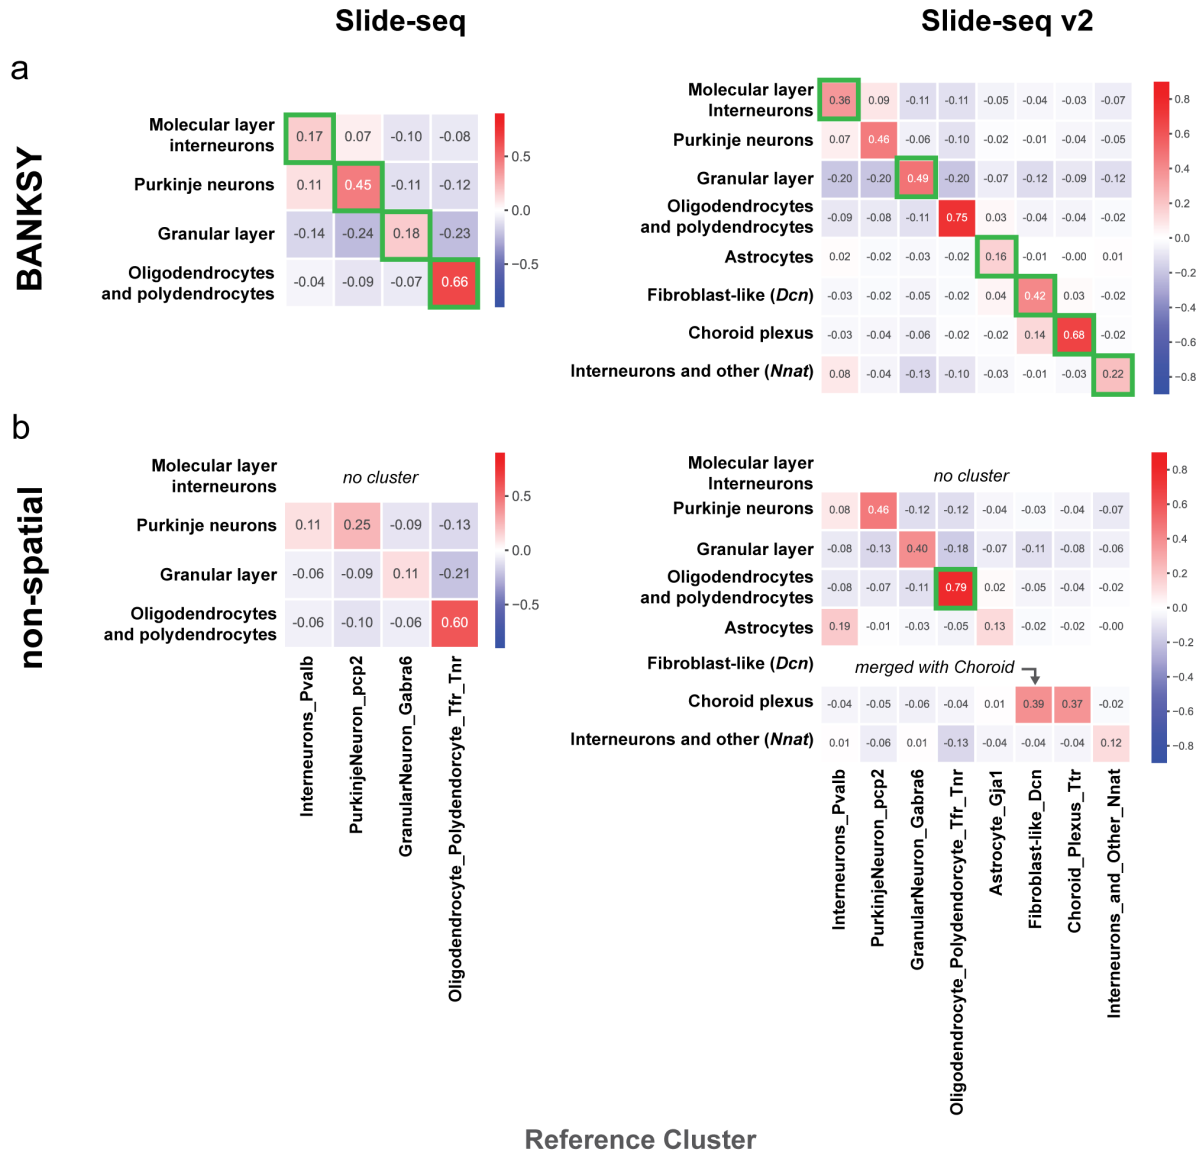 Slide-seq
Slide-seq v2
a
BANKSY
Molecular layer
interneurons
0.17 0.07 -0.10 -0.08
Purkinje neurons
0.11 0.45 -0.11 -0.12
Granular layer
-0.14 -0.24 0.18 -0.23
Oligodendrocytes
and polydendrocytes
-0.04 -0.09 -0.07 0.66
0.5
0.0
−0.5
Molecular layer
Interneurons
0.36 0.09 -0.11 -0.11 -0.05 -0.04 -0.03 -0.07
Purkinje neurons
0.07 0.46 -0.06 -0.10 -0.02 -0.01 -0.04 -0.05
Granular layer
-0.20 -0.20 0.49 -0.20 -0.07 -0.12 -0.09 -0.12
Oligodendrocytes
and polydendrocytes
-0.09 -0.08 -0.11 0.75 0.03 -0.04 -0.04 -0.02
Astrocytes
0.02 -0.02 -0.03 -0.02 0.16 -0.01 -0.00 0.01
Fibroblast-like (Dcn)
-0.03 -0.02 -0.05 -0.02 0.04 0.42 0.03 -0.02
Choroid plexus
-0.03 -0.04 -0.06 -0.02 -0.02 0.14 0.68 -0.02
Interneurons and other (Nnat)
0.08 -0.04 -0.13 -0.10 -0.03 -0.01 -0.03 0.22
0.8
0.6
0.4
0.2
0.0
−0.2
−0.4
−0.6
−0.8
b
non-spatial
Molecular layer
interneurons
no cluster
Purkinje neurons
0.11 0.25 -0.09 -0.13
Granular layer
-0.06 -0.09 0.11 -0.21
Oligodendrocytes
and polydendrocytes
-0.06 -0.10 -0.06 0.60
0.5
0.0
−0.5
Interneurons_Pvalb
PurkinjeNeuron_pcp2
GranularNeuron_Gabra6
Oligodendrocyte_Polydendorcyte_Tfr_Tnr
Molecular layer
Interneurons
no cluster
Purkinje neurons
0.08 0.46 -0.12 -0.12 -0.04 -0.03 -0.04 -0.07
Granular layer
-0.08 -0.13 0.40 -0.18 -0.07 -0.11 -0.08 -0.06
Oligodendrocytes
and polydendrocytes
-0.08 -0.07 -0.11 0.79 0.02 -0.05 -0.04 -0.02
Astrocytes
0.19 -0.01 -0.03 -0.05 0.13 -0.02 -0.02 -0.00
Fibroblast-like (Dcn)
merged with Choroid
Choroid plexus
-0.04 -0.05 -0.06 -0.04 0.01 0.39 0.37 -0.02
Interneurons and other (Nnat)
0.01 -0.06 0.01 -0.13 -0.04 -0.04 -0.04 0.12
0.8
0.6
0.4
0.2
0.0
−0.2
−0.4
−0.6
−0.8
Interneurons_Pvalb
PurkinjeNeuron_pcp2
GranularNeuron_Gabra6
Oligodendrocyte_Polydendorcyte_Tfr_Tnr
Astrocyte_Gja1
Fibroblast-like_Dcn
Choroid_Plexus_Ttr
Interneurons_and_Other_Nnat
Reference Cluster